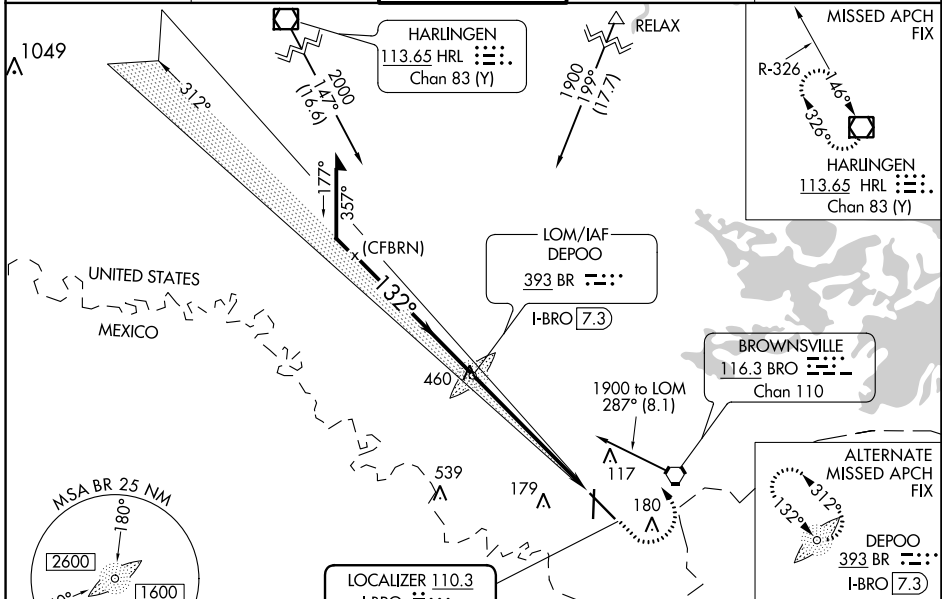 1049
312°
HARLINGEN
113.65 HRL
Chan 83 (Y)
2000
147°
(16.6)
RELAX
1900
199°
(17.7)
MISSED APCH
FIX
R-326
146°
326°
HARLINGEN
113.65 HRL
Chan 83 (Y)
177°
357°
(CFBRN)
132°
LOM/IAF
DEPOO
393 BR
I-BRO 7.3
UNITED STATES
MEXICO
460
BROWNSVILLE
116.3 BRO
Chan 110
1900 to LOM
287° (8.1)
117
539
179
180
ALTERNATE
MISSED APCH
FIX
312°
132°
DEPOO
393 BR
I-BRO 7.3
MSA BR 25 NM
180°
2600
1600
LOCALIZER 110.3
I-BRO